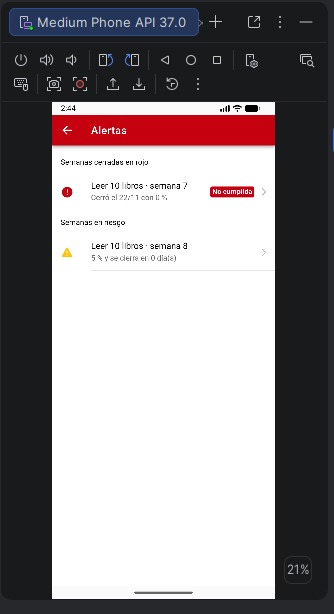 Medium Phone API 37.0
2:44
Alertas
Semanas cerradas en rojo
Leer 10 libros · semana 7
Cerró el 22/11 con 0 %
No cumplida
Semanas en riesgo
Leer 10 libros · semana 8
5 % y se cierra en 0 día(s)
21%